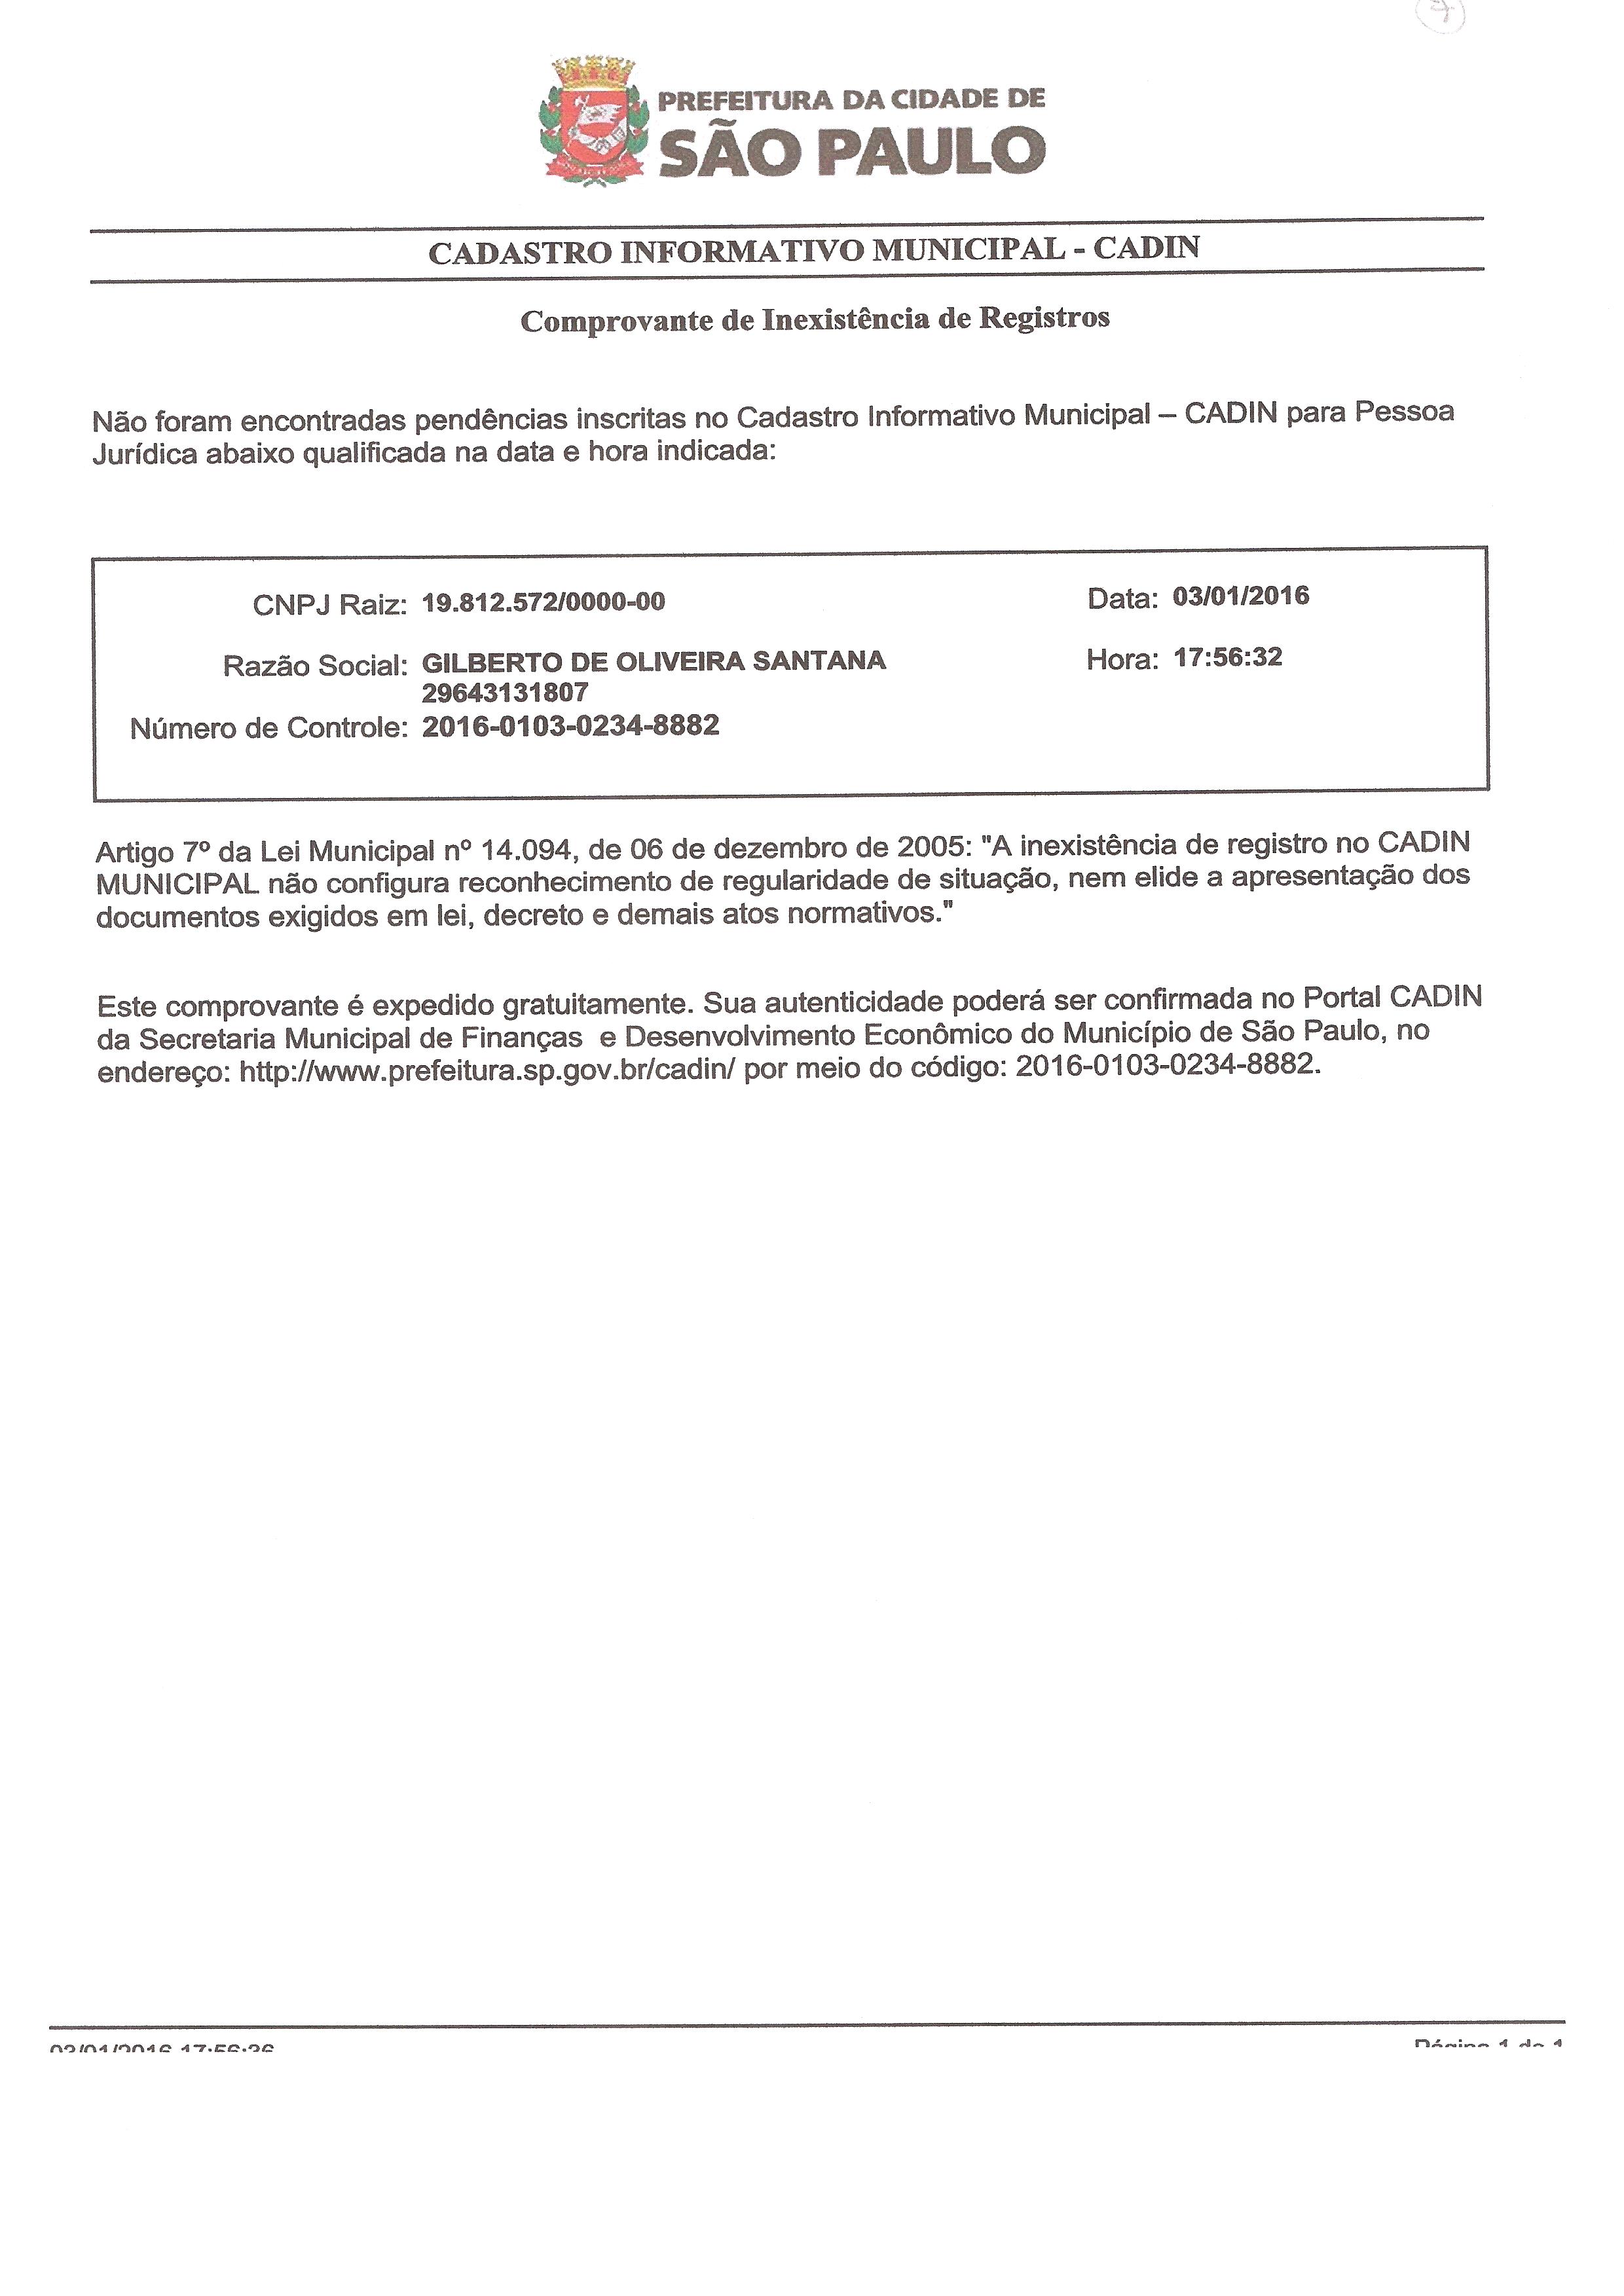 7
PREFEITURA DA CIDADE DE
SÃO PAULO
CADASTRO INFORMATIVO MUNICIPAL - CADIN
Comprovante de Inexistência de Registros
Não foram encontradas pendências inscritas no Cadastro Informativo Municipal – CADIN para Pessoa
Jurídica abaixo qualificada na data e hora indicada:
CNPJ Raiz: 19.812.572/0000-00 Data: 03/01/2016
Razão Social: GILBERTO DE OLIVEIRA SANTANA Hora: 17:56:32
29643131807
Número de Controle: 2016-0103-0234-8882
Artigo 7º da Lei Municipal nº 14.094, de 06 de dezembro de 2005: "A inexistência de registro no CADIN
MUNICIPAL não configura reconhecimento de regularidade de situação, nem elide a apresentação dos
documentos exigidos em lei, decreto e demais atos normativos."
Este comprovante é expedido gratuitamente. Sua autenticidade poderá ser confirmada no Portal CADIN
da Secretaria Municipal de Finanças e Desenvolvimento Econômico do Município de São Paulo, no
endereço: http://www.prefeitura.sp.gov.br/cadin/ por meio do código: 2016-0103-0234-8882.
Página 1 de 1